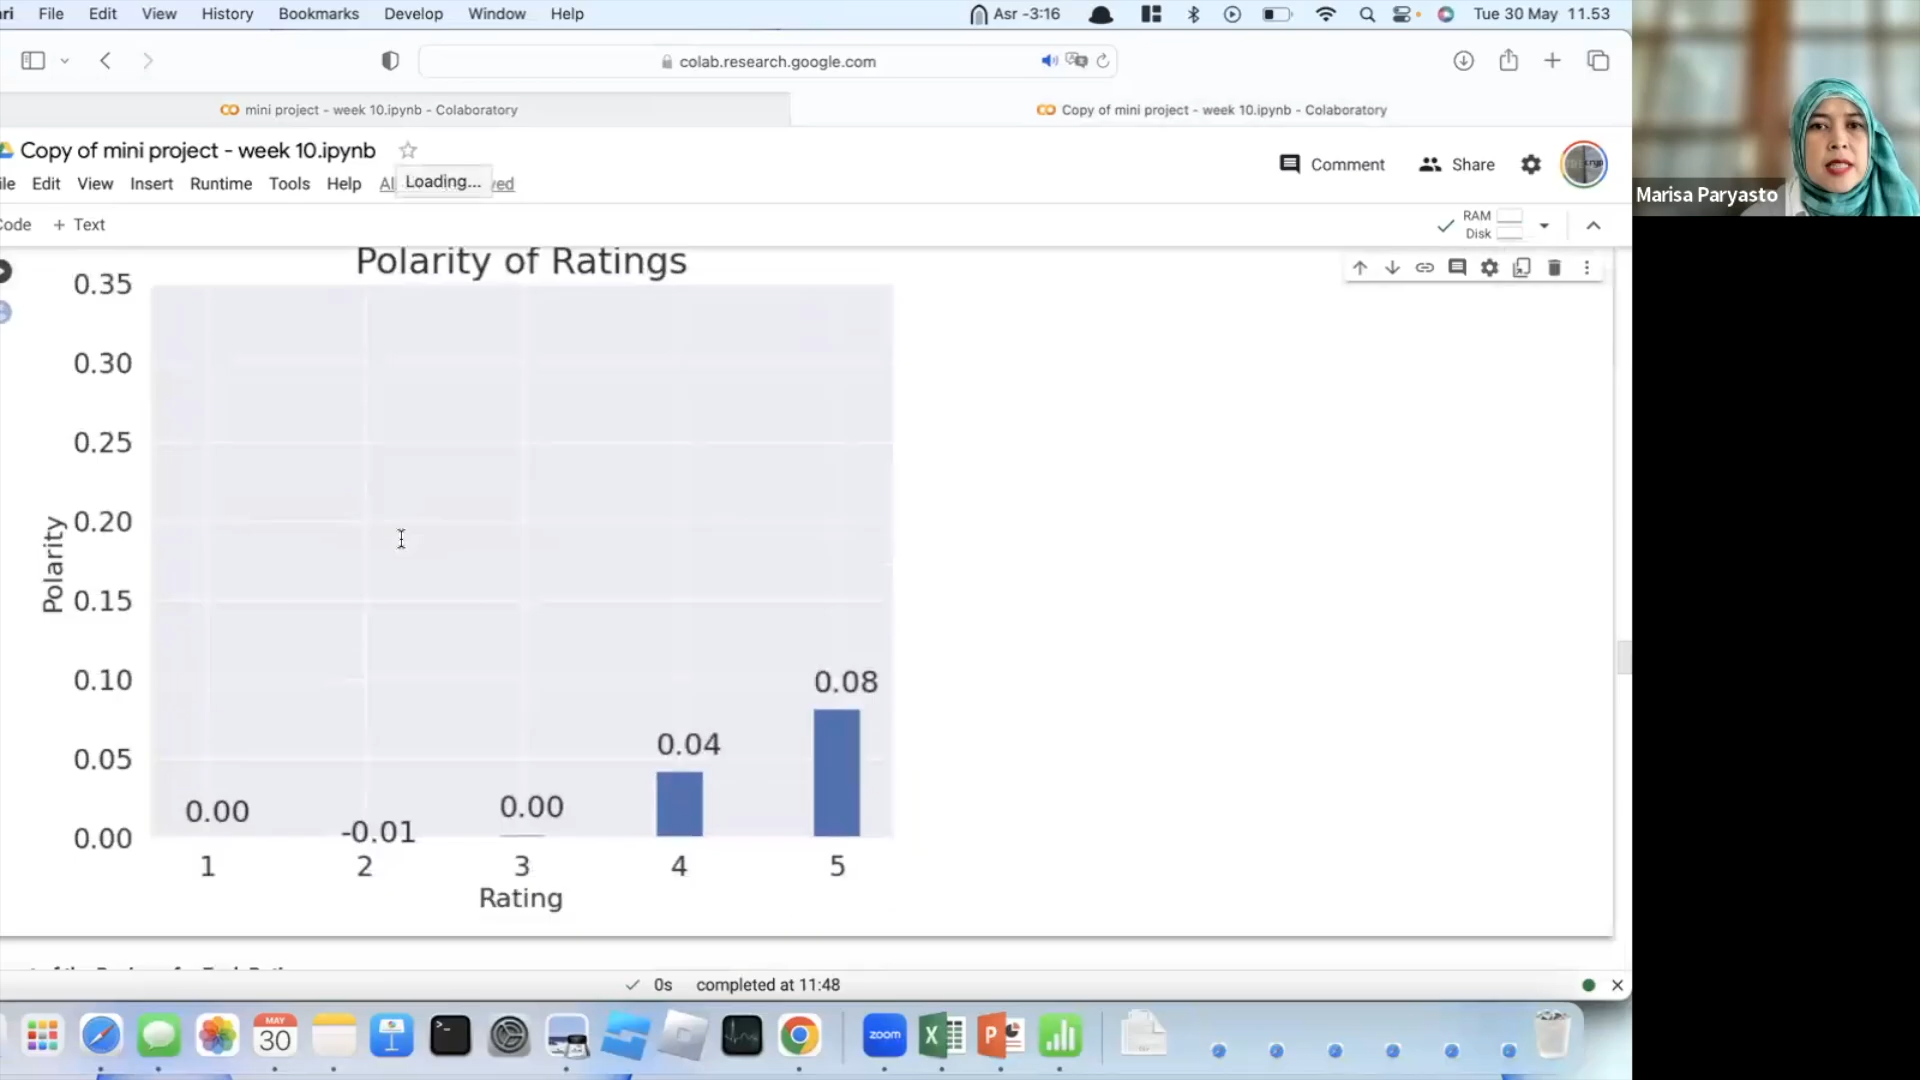 ri File Edit View History Bookmarks Develop Window Help Asr -3:16 Tue 30 May 11.53
colab.research.google.com
mini project - week 10.ipynb - Colaboratory
Copy of mini project - week 10.ipynb - Colaboratory
Copy of mini project - week 10.ipynb
Comment Share
ile Edit View Insert Runtime Tools Help Al Loading... ved
ode + Text
RAM
Disk
Polarity of Ratings
0.35
0.30
0.25
0.20
0.15
0.10
0.05
0.00
Polarity
0.00
-0.01
0.00
0.04
0.08
1 2 3 4 5
Rating
0s completed at 11:48
MAY
30
zoom
X
P
Marisa Paryasto